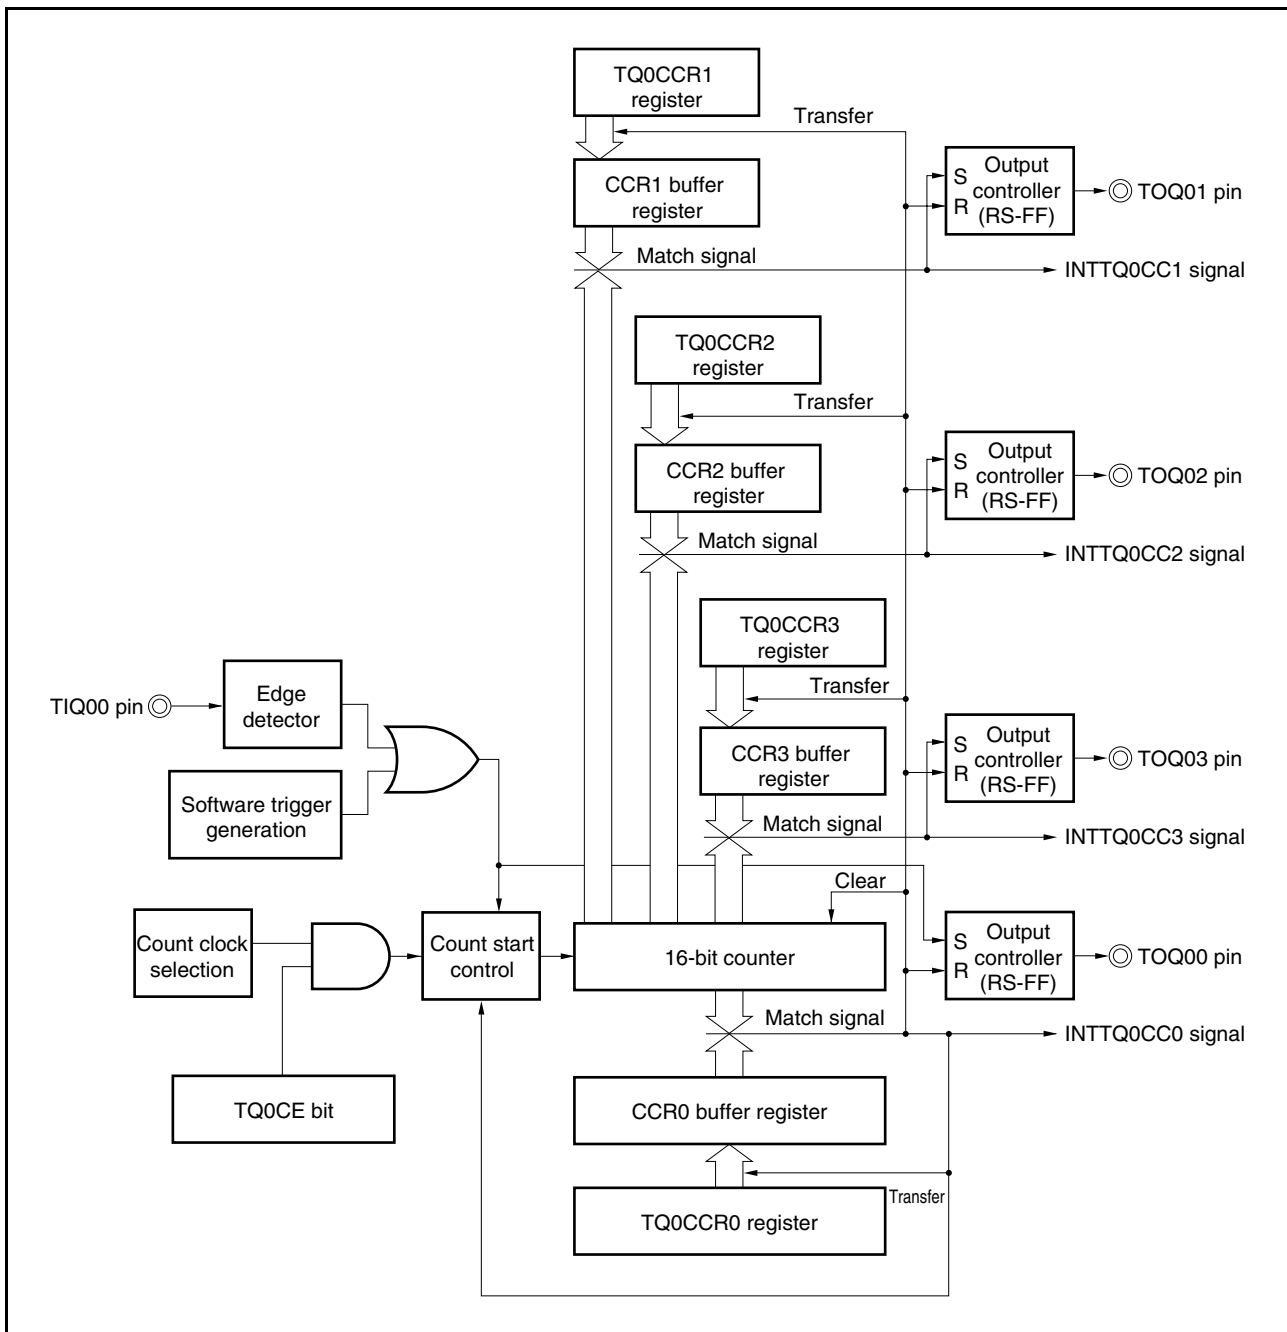 TQ0CCR1
register
Transfer
CCR1 buffer
register
S
R
Output
controller
(RS-FF)
TOQ01 pin
Match signal
INTTQ0CC1 signal
TQ0CCR2
register
Transfer
CCR2 buffer
register
S
R
Output
controller
(RS-FF)
TOQ02 pin
Match signal
INTTQ0CC2 signal
TQ0CCR3
register
Transfer
TIQ00 pin
Edge
detector
CCR3 buffer
register
S
R
Output
controller
(RS-FF)
TOQ03 pin
Software trigger
generation
Match signal
INTTQ0CC3 signal
Clear
Count clock
selection
Count start
control
16-bit counter
S
R
Output
controller
(RS-FF)
TOQ00 pin
Match signal
INTTQ0CC0 signal
TQ0CE bit
CCR0 buffer register
Transfer
TQ0CCR0 register